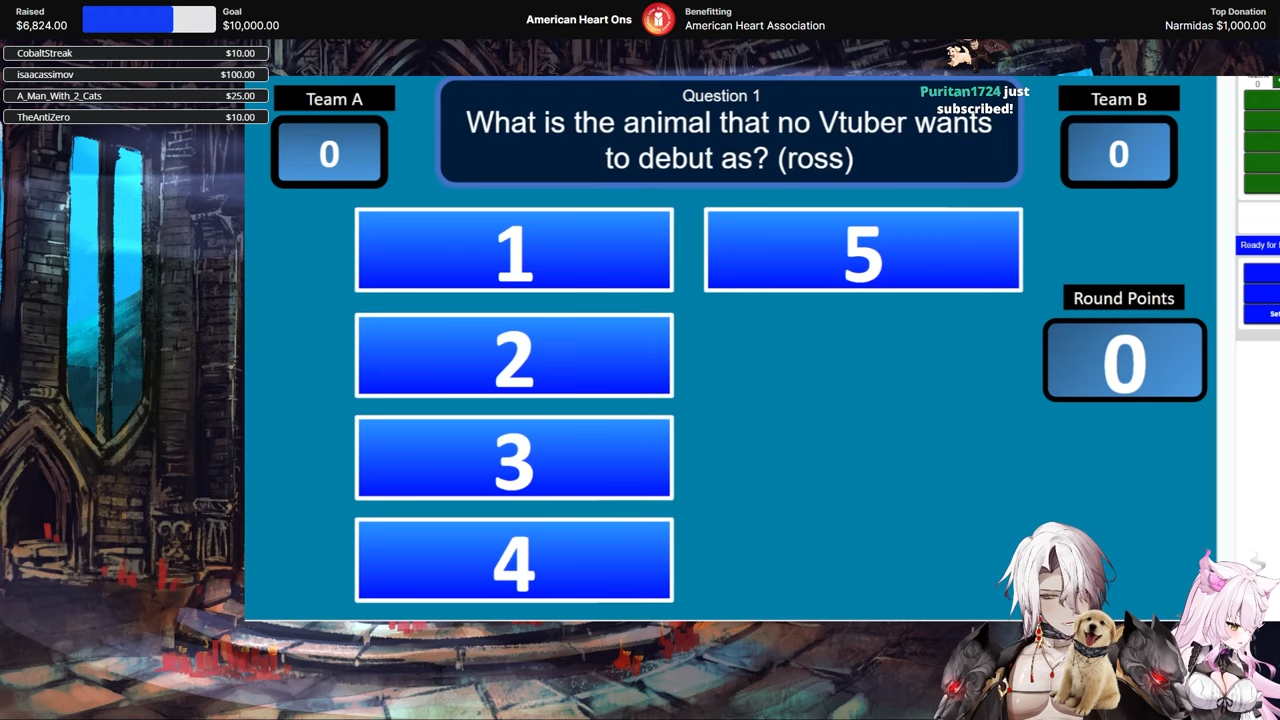 Raised
$6,824.00
Goal
$10,000.00
American Heart Ons
Benefitting
American Heart Association
Top Donation
Narmidas $1,000.00
CobaltStreak $10.00
isaacassimov $100.00
A_Man_With_2_Cats $25.00
TheAntiZero $10.00
Team A
0
Question 1
What is the animal that no Vtuber wants
to debut as? (ross)
Puritan1724 just
subscribed!
Team B
0
1
5
2
3
4
Round Points
0
0
Ready for